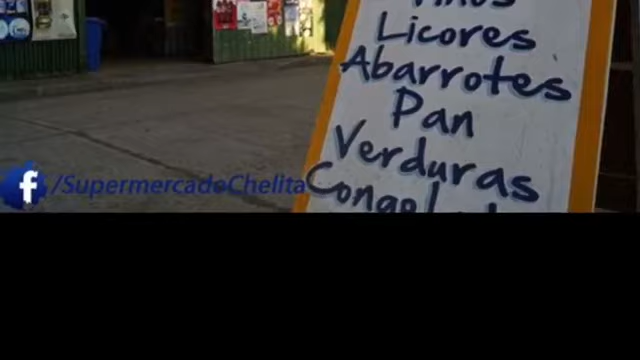 Licores
Abarrotes
Pan
Verduras
f/SupermercadoChelita